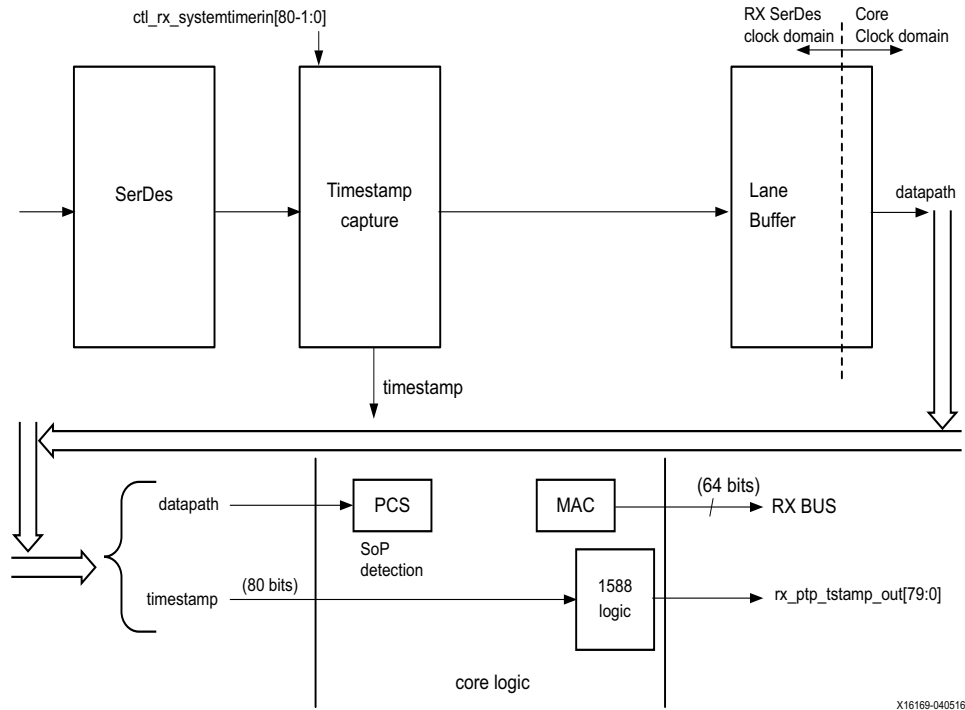 ctl_rx_systemtimerin[80-1:0]
RX SerDes
clock domain
Core
Clock domain
SerDes
Timestamp
capture
Lane
Buffer
datapath
timestamp
datapath
PCS
SoP
detection
MAC
(64 bits)
RX BUS
timestamp
(80 bits)
1588
logic
rx_ptp_tstamp_out[79:0]
core logic
X16169-040516